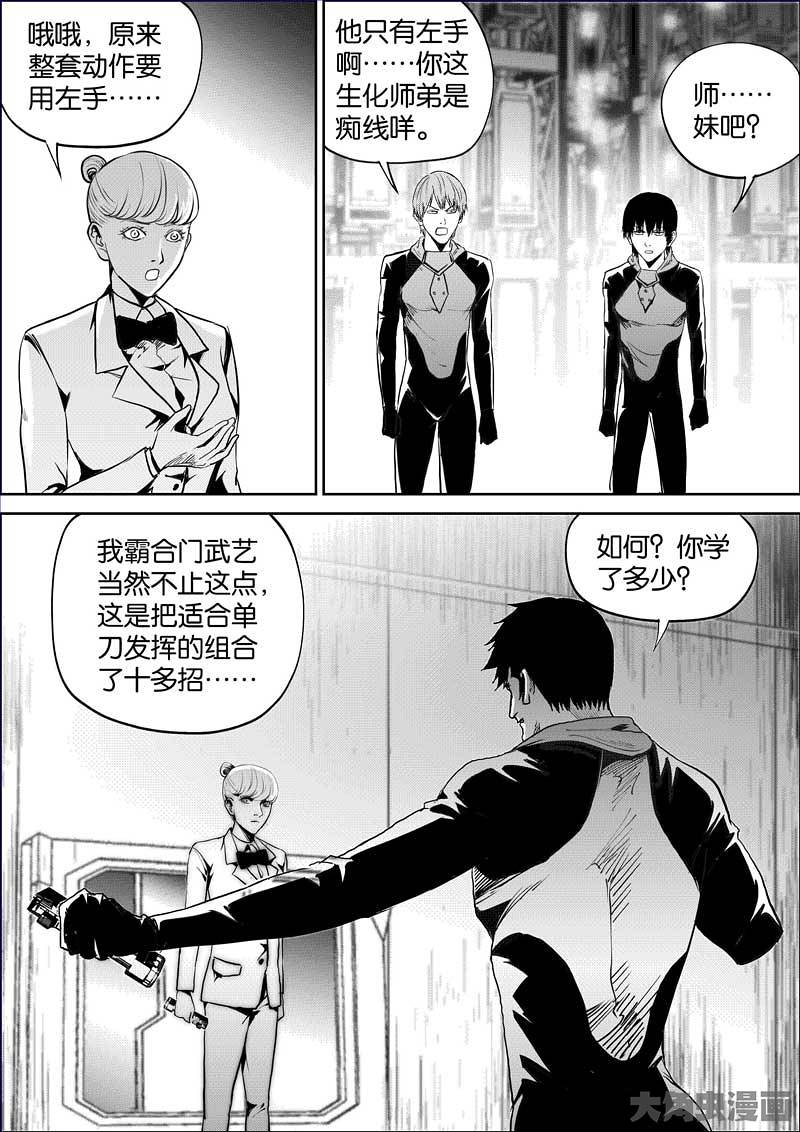 哦哦，原来
整套动作要
用左手……
他只有左手
啊……你这
生化师弟是
痴线咩。
师……
妹吧？
我霸合门武艺
当然不止这点，
这是把适合单
刀发挥的组合
了十多招……
如何？你学
了多少？
大角虫漫画